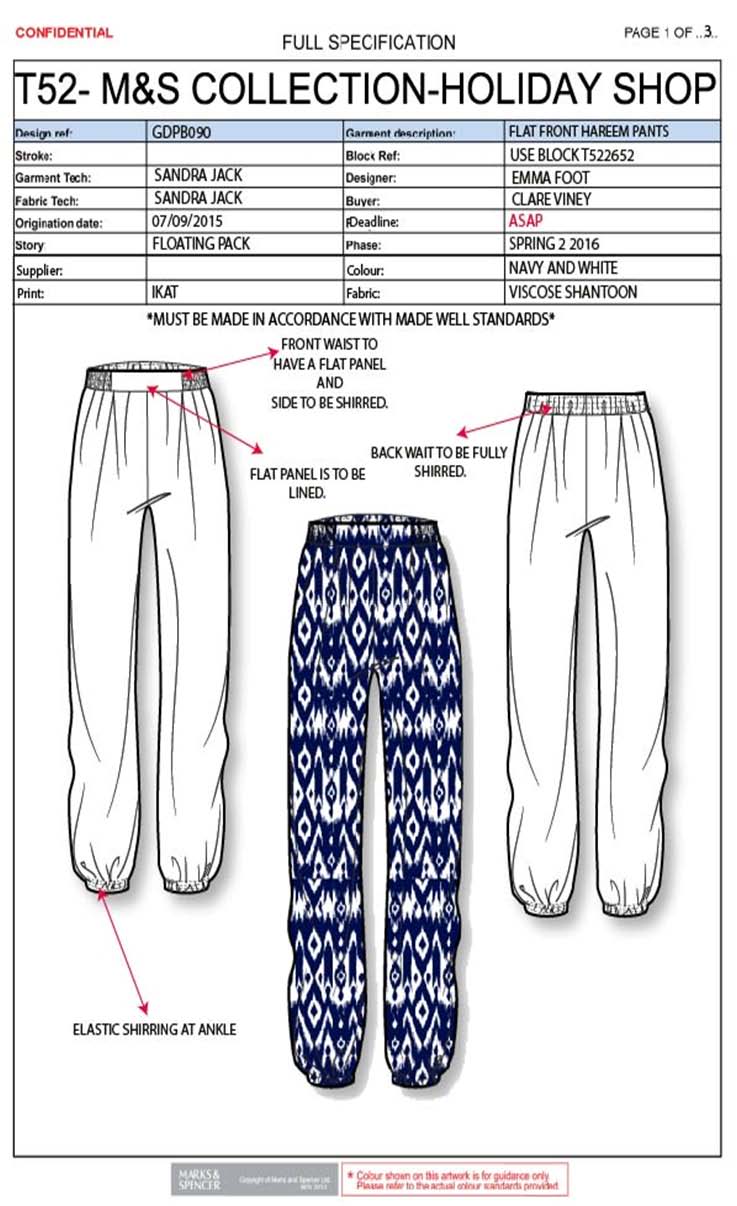 CONFIDENTIAL
FULL SPECIFICATION
PAGE 1 OF ..3..
T52- M&S COLLECTION-HOLIDAY SHOP
Design ref: GDPB090 Garment description: FLAT FRONT HAREEM PANTS
Stroke: Block Ref: USE BLOCK T522652
Garment Tech: SANDRA JACK Designer: EMMA FOOT
Fabric Tech: SANDRA JACK Buyer: CLARE VINEY
Origination date: 07/09/2015 Deadline: ASAP
Story FLOATING PACK Phase: SPRING 2 2016
Supplier: Colour: NAVY AND WHITE
Print: IKAT Fabric: VISCOSE SHANTOON
*MUST BE MADE IN ACCORDANCE WITH MADE WELL STANDARDS*
FRONT WAIST TO
HAVE A FLAT PANEL
AND
SIDE TO BE SHIRRED.
FLAT PANEL IS TO BE
LINED.
BACK WAIT TO BE FULLY
SHIRRED.
ELASTIC SHIRRING AT ANKLE
MARKS &
SPENCER
Copyright of Marks and Spencer Ltd.
* Colour shown on this artwork is for guidance only
Please refer to the actual colour standards provided.